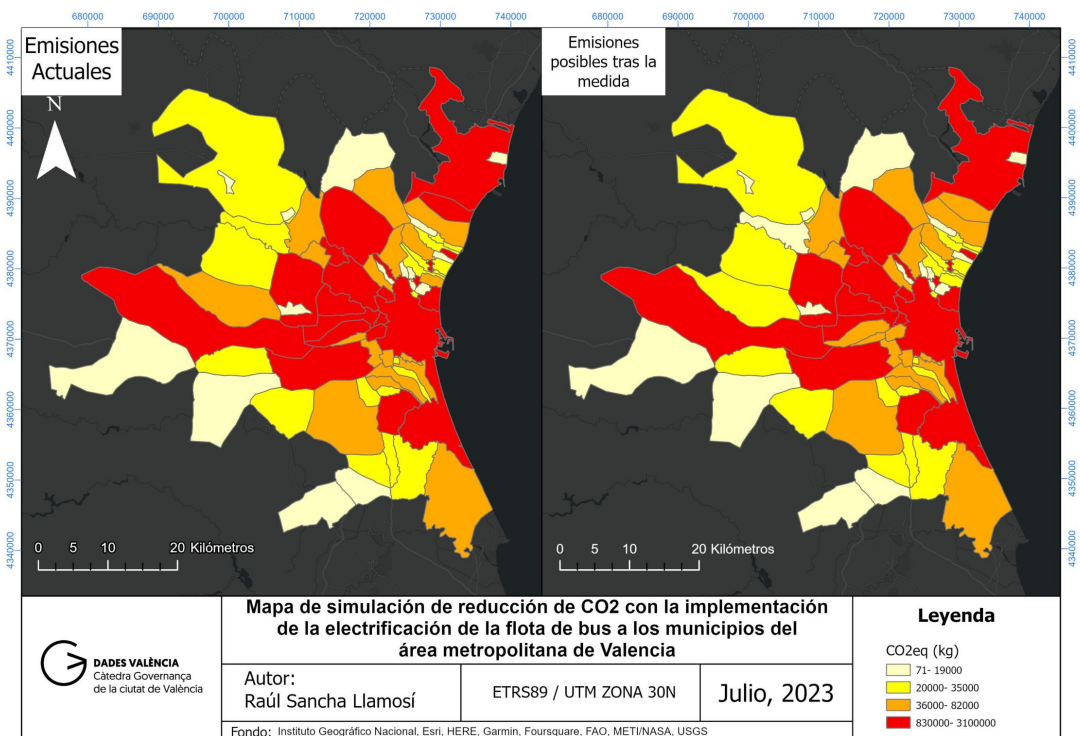 680000 690000 700000 710000 720000 730000 740000
680000 690000 700000 710000 720000 730000 740000
Emisiones
Actuales
N
Emisiones
posibles tras la
medida
4410000
4400000
4390000
4380000
4370000
4360000
4350000
4340000
4410000
4400000
4390000
4380000
4370000
4360000
4350000
4340000
0 5 10 20 Kilómetros
0 5 10 20 Kilómetros
DADES VALÈNCIA
Càtedra Governança
de la ciutat de València
Mapa de simulación de reducción de CO2 con la implementación
de la electrificación de la flota de bus a los municipios del
área metropolitana de Valencia
Autor:
Raúl Sancha Llamosí
ETRS89 / UTM ZONA 30N
Julio, 2023
Fondo: Instituto Geográfico Nacional, Esri, HERE, Garmin, Foursquare, FAO, METI/NASA, USGS
Leyenda
CO2eq (kg)
71- 19000
20000- 35000
36000- 82000
830000- 3100000